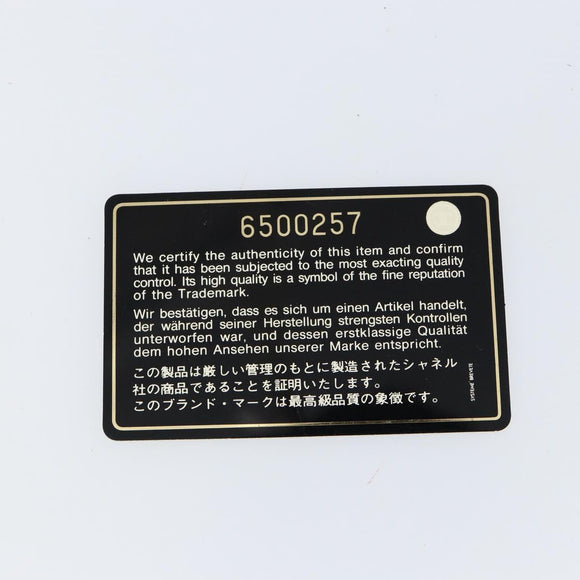 6500257
We certify the authenticity of this item and confirm
that it has been subjected to the most exacting quality
control. Its high quality is a symbol of the fine reputation
of the Trademark.
Wir bestätigen, dass es sich um einen Artikel handelt,
der während seiner Herstellung strengsten Kontrollen
unterworfen war, und dessen erstklassige Qualität
dem hohen Ansehen unserer Marke entspricht.
この製品は厳しい管理のもとに製造されたシャネル
社の商品であることを証明いたします。
このブランド・マークは最高級品質の象徴です。
SYSTEME BREVETE